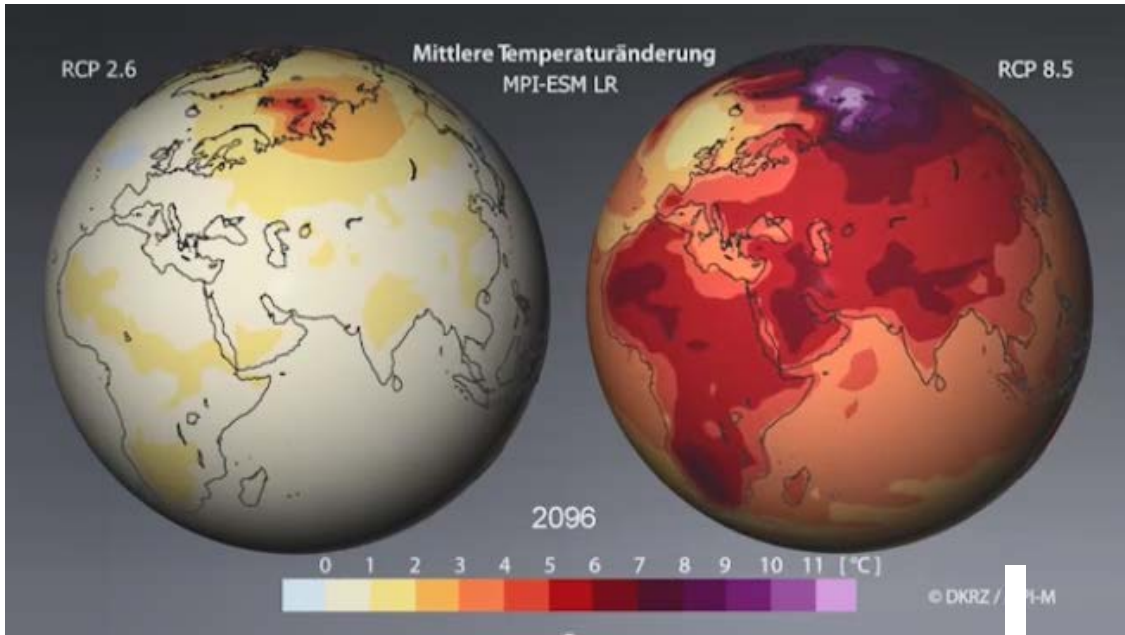 RCP 2.6
Mittlere Temperaturänderung
MPI-ESM LR
RCP 8.5
2096
0 1 2 3 4 5 6 7 8 9 10 11 [°C]
© DKRZ / PI-M